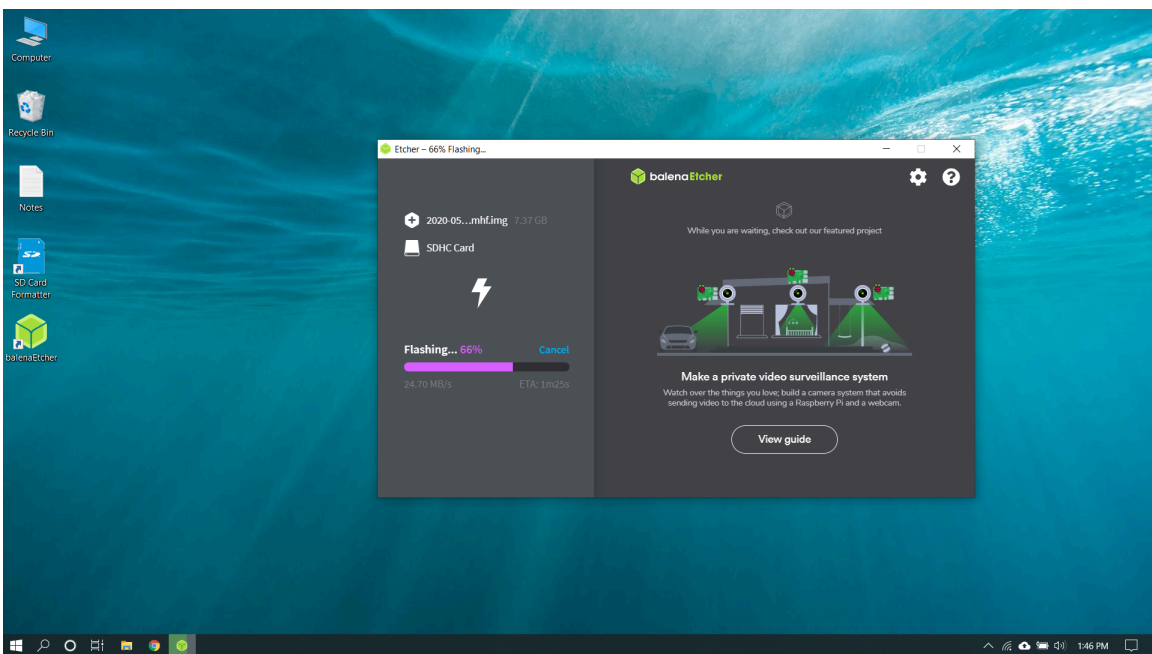 Computer
Recycle Bin
Notes
SD Card
Formatter
balenaEtcher
Etcher – 66% Flashing...
2020-05...mhf.img 7.37 GB
SDHC Card
Flashing... 66% Cancel
24.70 MB/s ETA: 1m25s
balenaEtcher
While you are waiting, check out our featured project
Make a private video surveillance system
Watch over the things you love; build a camera system that avoids
sending video to the cloud using a Raspberry Pi and a webcam.
View guide
1:46 PM